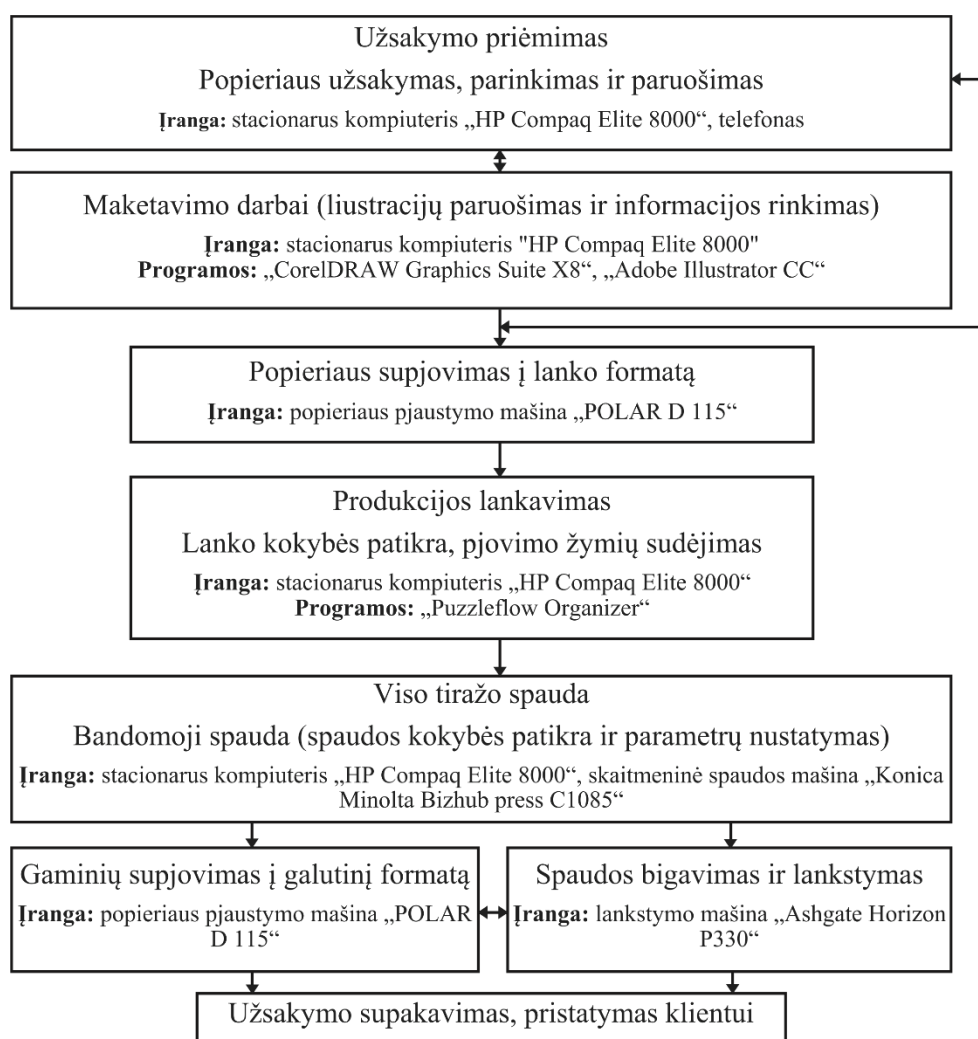 Užsakymo priėmimas
Popieriaus užsakymas, parinkimas ir paruošimas
Įranga: stacionarus kompiuteris „HP Compaq Elite 8000“, telefonas
Maketavimo darbai (liustracijų paruošimas ir informacijos rinkimas)
Įranga: stacionarus kompiuteris "HP Compaq Elite 8000"
Programos: „CorelDRAW Graphics Suite X8“, „Adobe Illustrator CC“
Popieriaus supjovimas į lanko formatą
Įranga: popieriaus pjaustymo mašina „POLAR D 115“
Produkcijos lankavimas
Lanko kokybės patikra, pjovimo žymių sudėjimas
Įranga: stacionarus kompiuteris „HP Compaq Elite 8000“
Programos: „Puzzleflow Organizer“
Viso tiražo spauda
Bandomoji spauda (spaudos kokybės patikra ir parametrų nustatymas)
Įranga: stacionarus kompiuteris „HP Compaq Elite 8000“, skaitmeninė spaudos mašina „Konica
Minolta Bizhub press C1085“
Gaminių supjovimas į galutinį formatą
Įranga: popieriaus pjaustymo mašina „POLAR
D 115“
Spaudos bigavimas ir lankstymas
Įranga: lankstymo mašina „Ashgate Horizon
P330“
Užsakymo supakavimas, pristatymas klientui